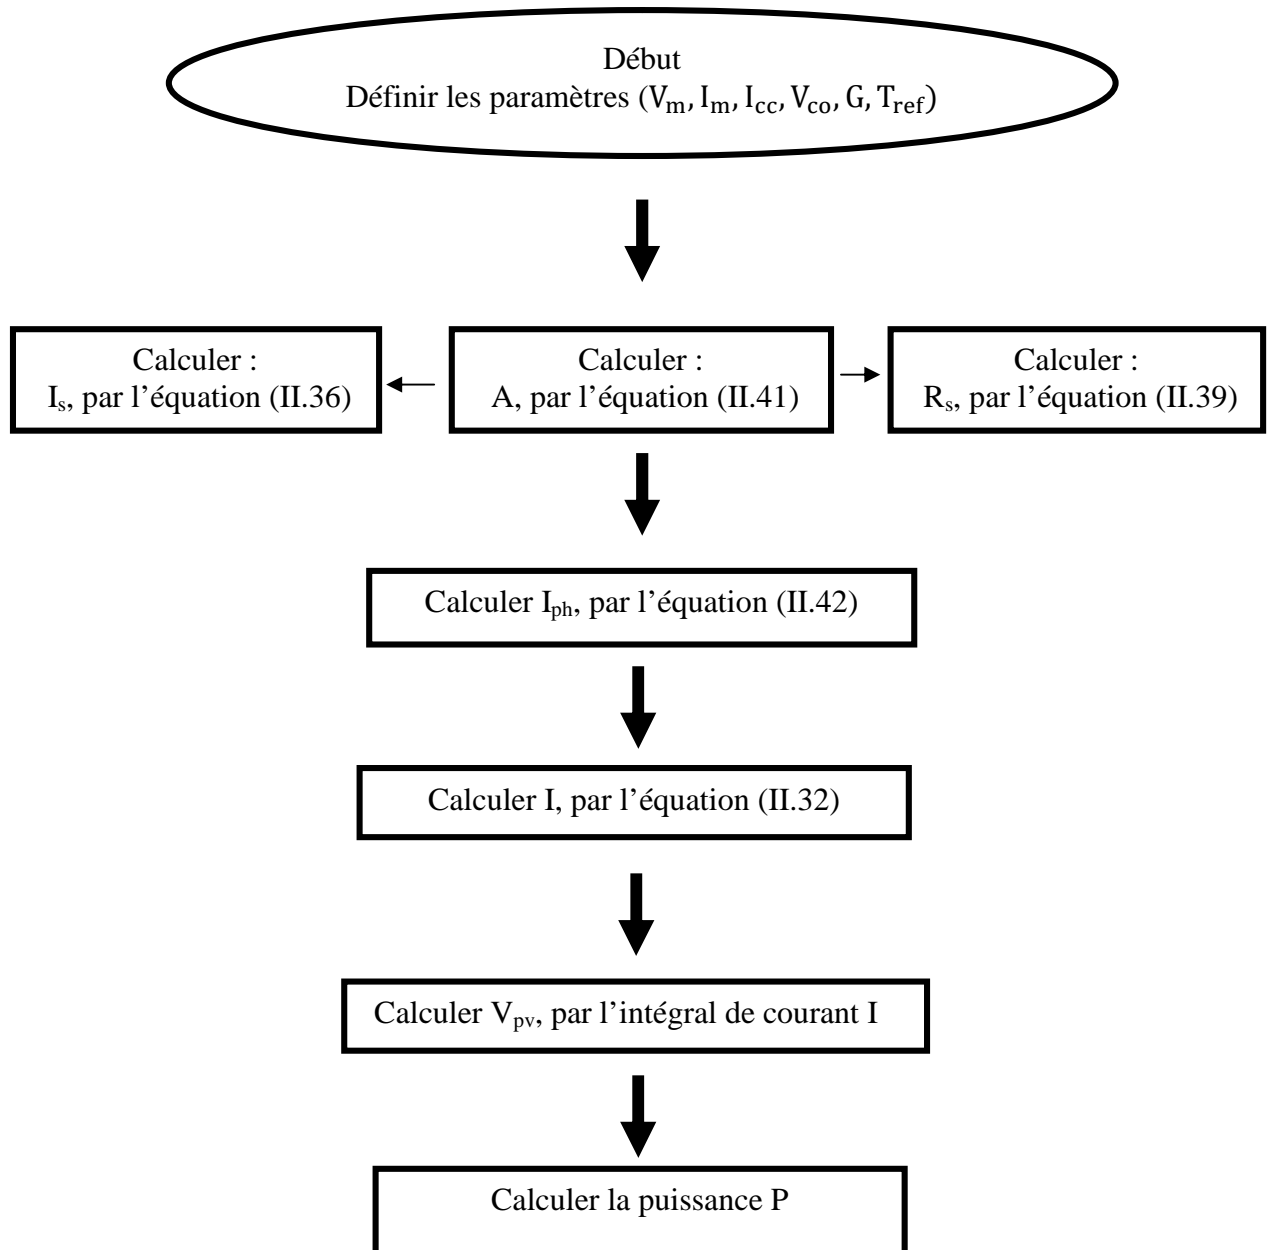 Début
Définir les paramètres (Vm, Im, Icc, Vco, G, Tref)
Calculer :
Is, par l’équation (II.36)
Calculer :
A, par l’équation (II.41)
Calculer :
Rs, par l’équation (II.39)
Calculer Iph, par l’équation (II.42)
Calculer I, par l’équation (II.32)
Calculer Vpv, par l’intégral de courant I
Calculer la puissance P